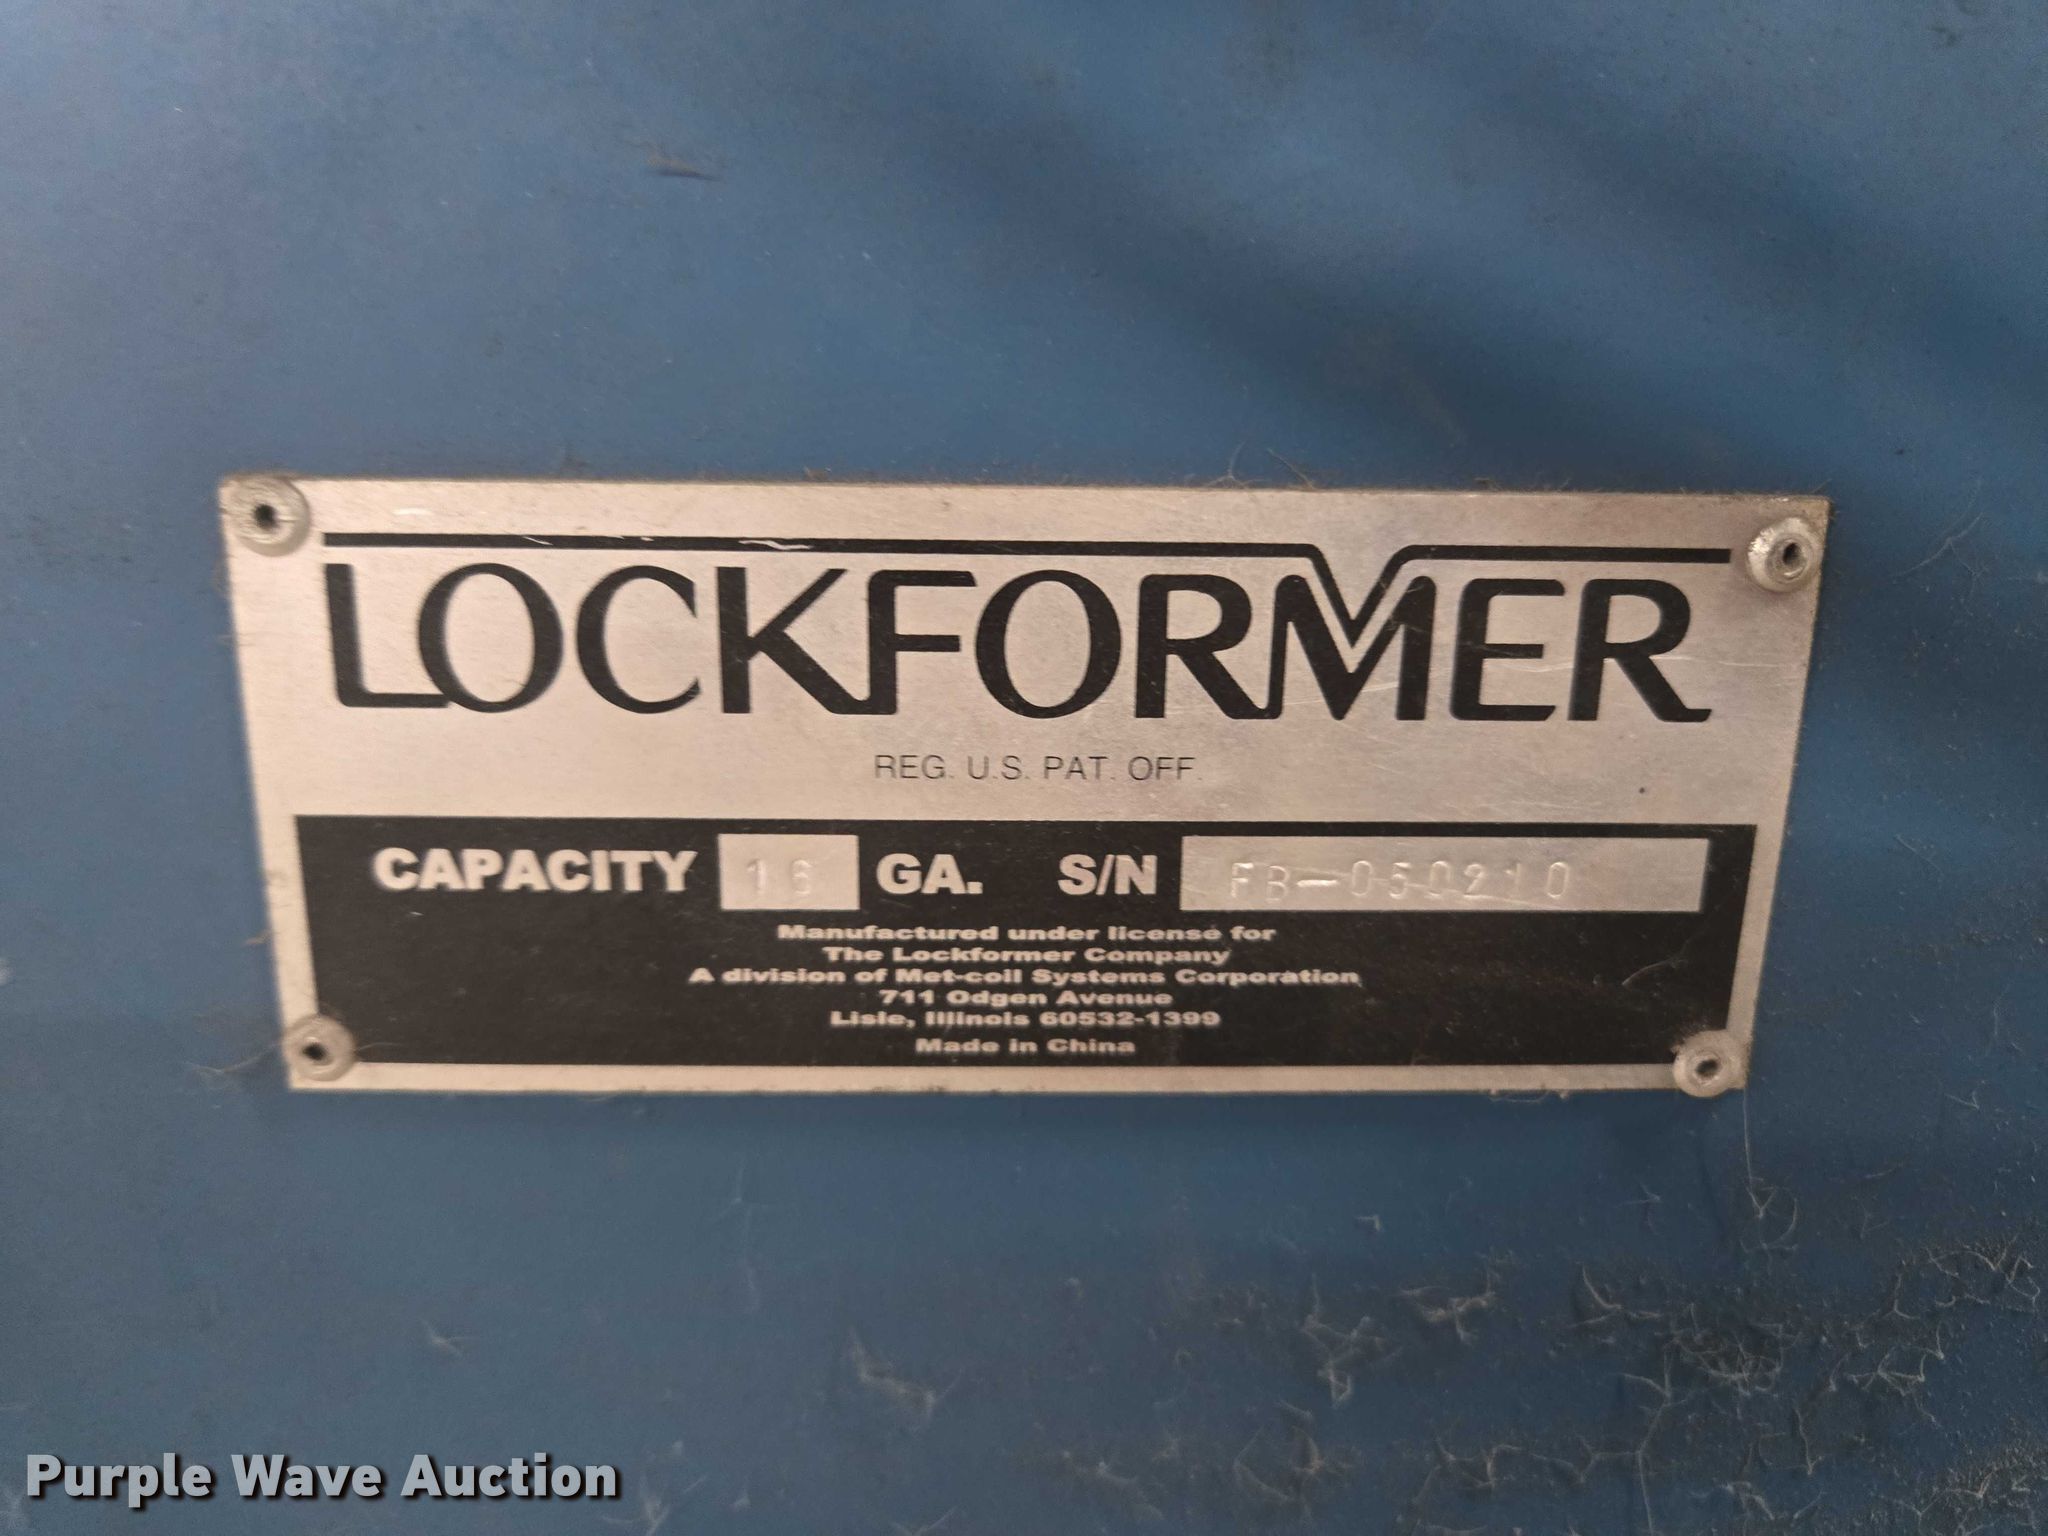 LOCKFORMER
REG. U.S. PAT. OFF.
CAPACITY 16 GA. S/N FB-050210
Manufactured under license for
The Lockformer Company
A division of Met-coil Systems Corporation
711 Odgen Avenue
Lisle, Illinois 60532-1399
Made in China
Purple Wave Auction